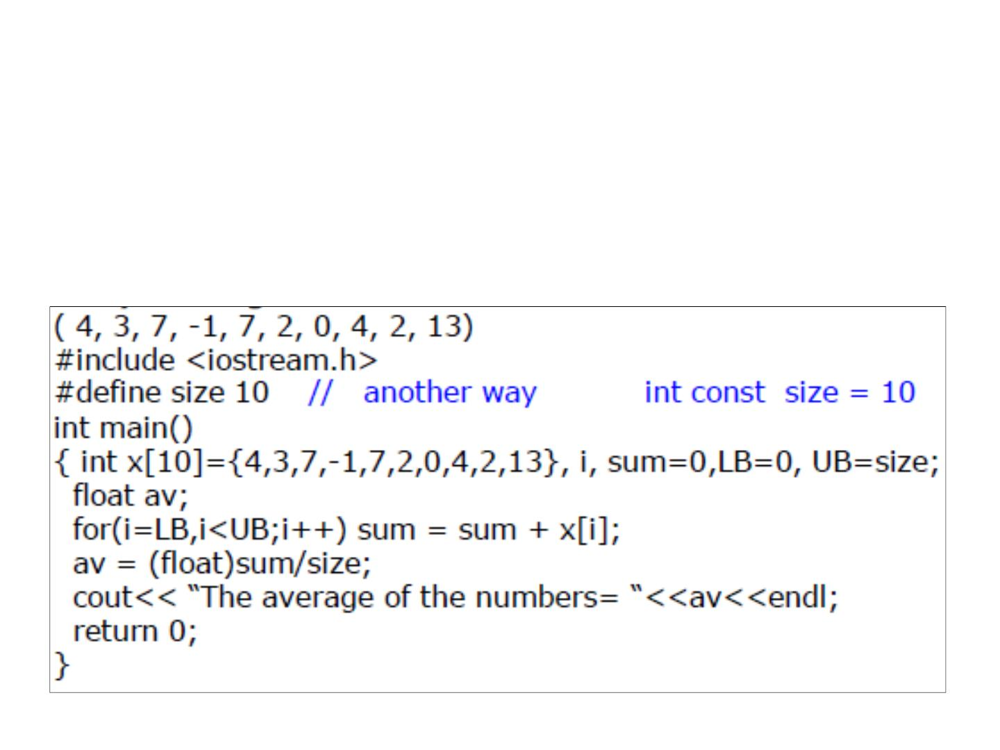 ( 4, 3, 7, -1, 7, 2, 0, 4, 2, 13)
#include <iostream.h>
#define size 10 // another way int const size = 10
int main()
{ int x[10]={4,3,7,-1,7,2,0,4,2,13}, i, sum=0,LB=0, UB=size;
float av;
for(i=LB,i<UB;i++) sum = sum + x[i];
av = (float)sum/size;
cout<< “The average of the numbers= “<<av<<endl;
return 0;
}